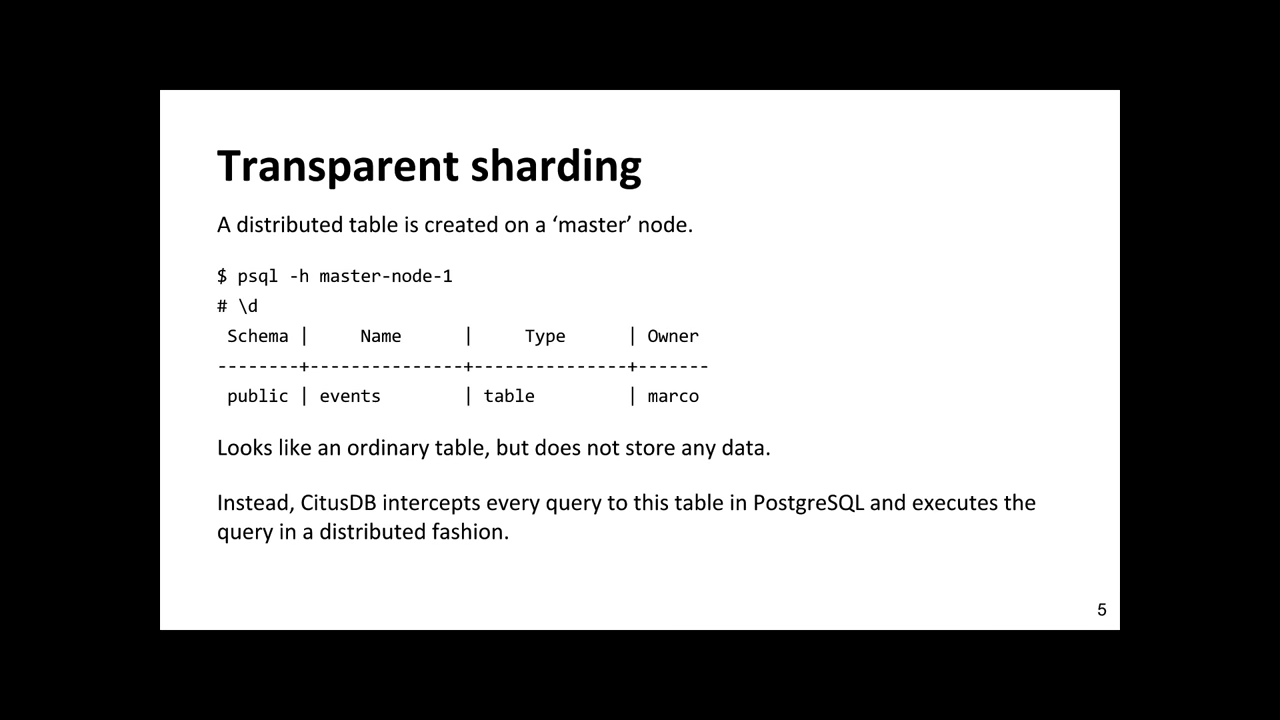 Transparent sharding
A distributed table is created on a ‘master’ node.
$ psql -h master-node-1
# \d
 Schema |     Name      |     Type      | Owner
--------+---------------+---------------+-------
 public | events        | table         | marco
Looks like an ordinary table, but does not store any data.
Instead, CitusDB intercepts every query to this table in PostgreSQL and executes the
query in a distributed fashion.
5